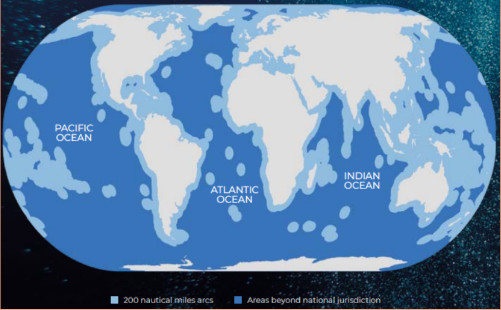 PACIFIC
OCEAN
ATLANTIC
OCEAN
INDIAN
OCEAN
200 nautical miles arcs
Areas beyond national jurisdiction